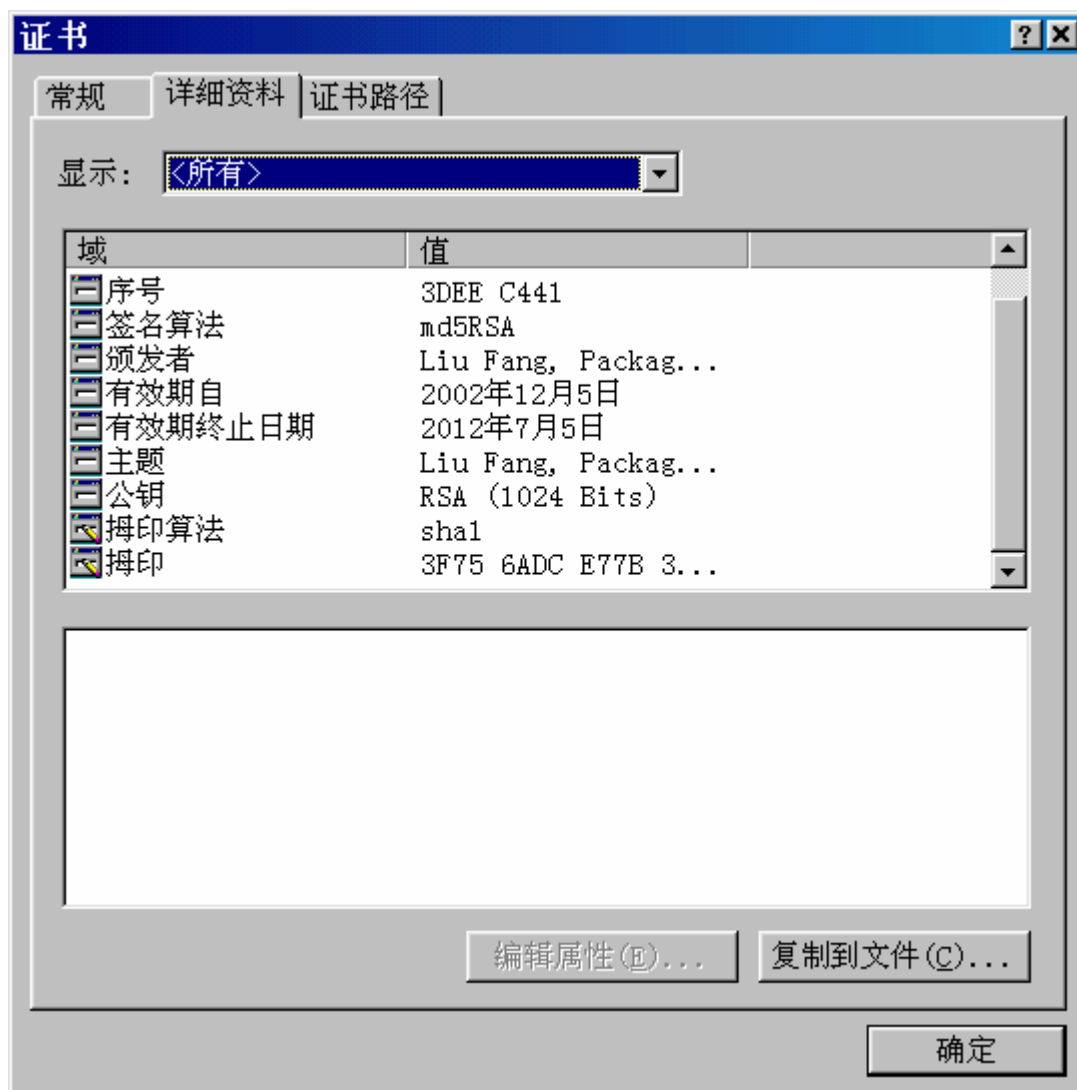 证书
常规 详细资料 证书路径
显示: <所有>
域 值
序号 3DEE C441
签名算法 md5RSA
颁发者 Liu Fang, Packag...
有效期自 2002年12月5日
有效期终止日期 2012年7月5日
主题 Liu Fang, Packag...
公钥 RSA (1024 Bits)
拇印算法 sha1
拇印 3F75 6ADC E77B 3...
编辑属性(E)... 复制到文件(C)...
确定